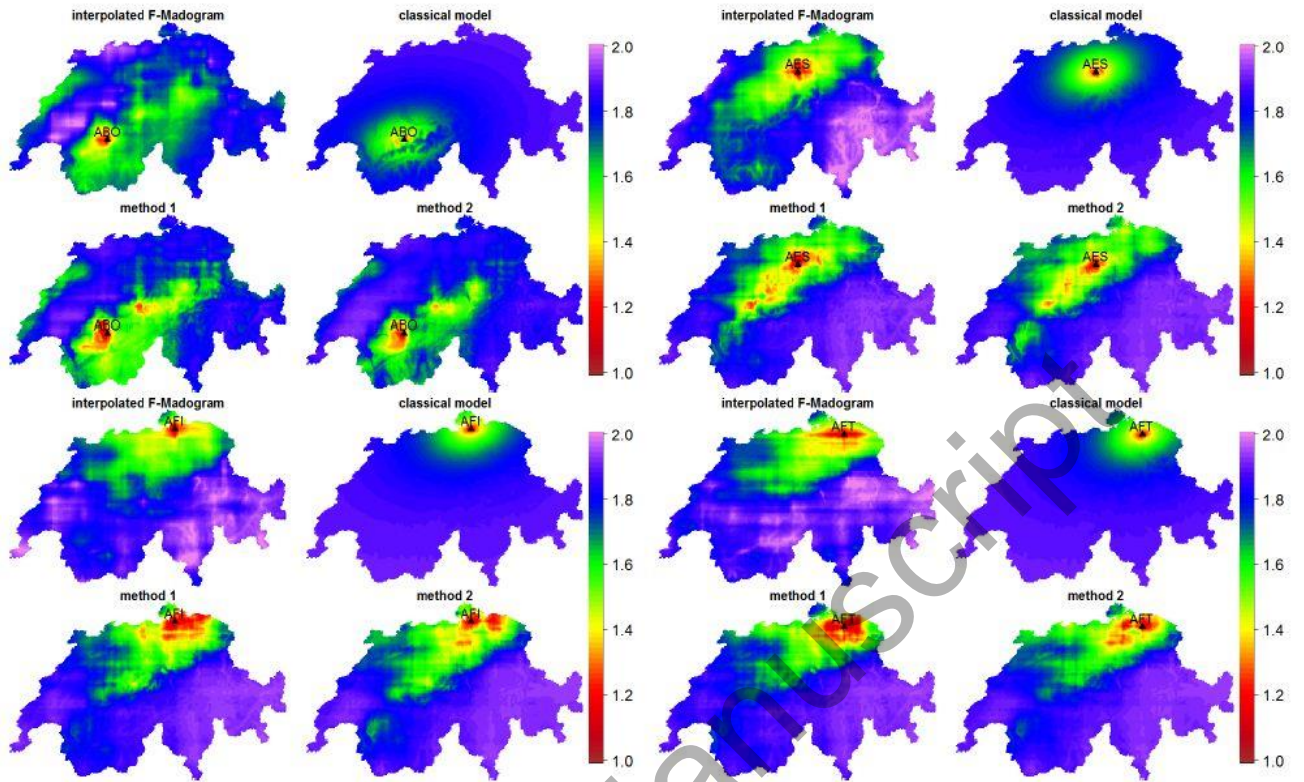 interpolated F-Madogram classical model interpolated F-Madogram classical model
2.0 2.0
ABO ABO AES AES
1.8 1.8
1.6 1.6
method 1 method 2 method 1 method 2
1.4 1.4
ABO ABO AES AES
1.2 1.2
1.0 1.0
interpolated F-Madogram classical model interpolated F-Madogram classical model
AFI AFI AFT AFT
2.0 2.0
1.8 1.8
1.6 1.6
method 1 method 2 method 1 method 2
AFI AFI AFT AFT
1.4 1.4
1.2 1.2
1.0 1.0
anuscript